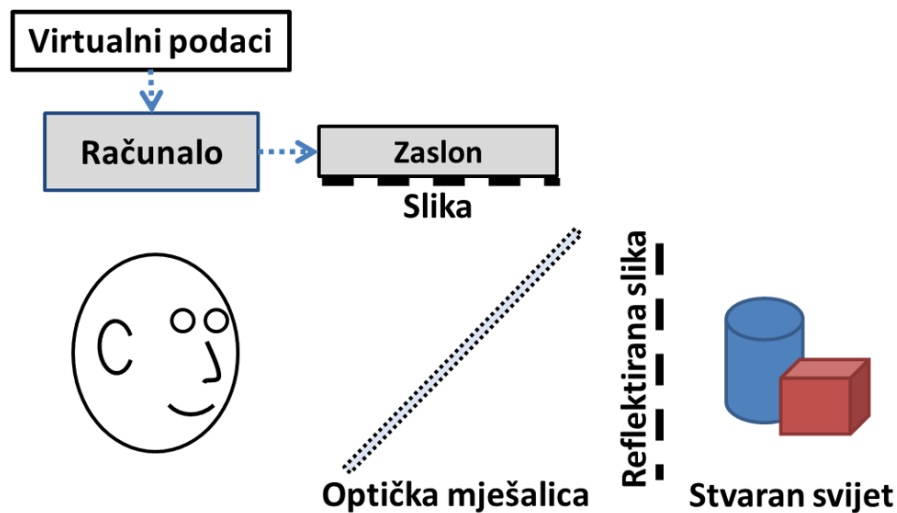 Virtualni podaci
Računalo
Zaslon
Slika
Reflektirana slika
Optička mješalica
Stvaran svijet